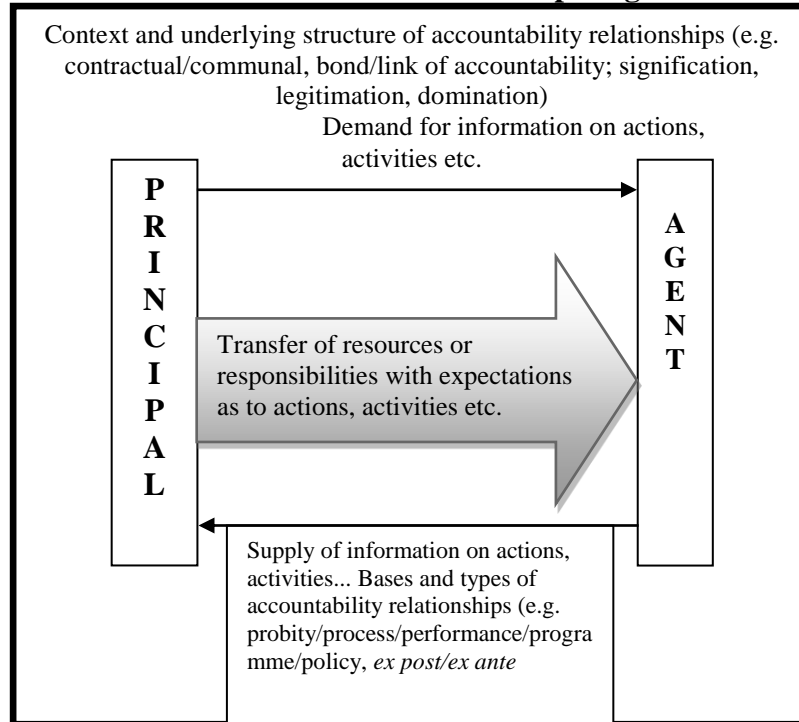 Context and underlying structure of accountability relationships (e.g.
contractual/communal, bond/link of accountability; signification,
legitimation, domination)
Demand for information on actions,
activities etc.
P
R
I
N
C
I
P
A
L
Transfer of resources or
responsibilities with expectations
as to actions, activities etc.
A
G
E
N
T
Supply of information on actions,
activities... Bases and types of
accountability relationships (e.g.
probity/process/performance/progra
mme/policy, ex post/ex ante